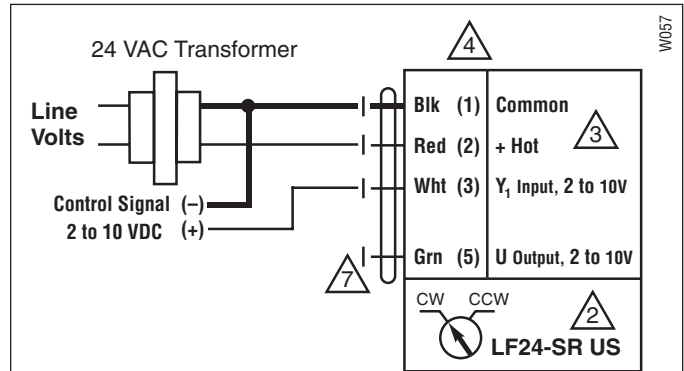 W057
24 VAC Transformer
4
Line
Volts
Blk (1) Common
Red (2) + Hot
3
Wht (3) Y₁ Input, 2 to 10V
Control Signal (–)
2 to 10 VDC (+)
Grn (5) U Output, 2 to 10V
7
CW CCW
2
LF24-SR US